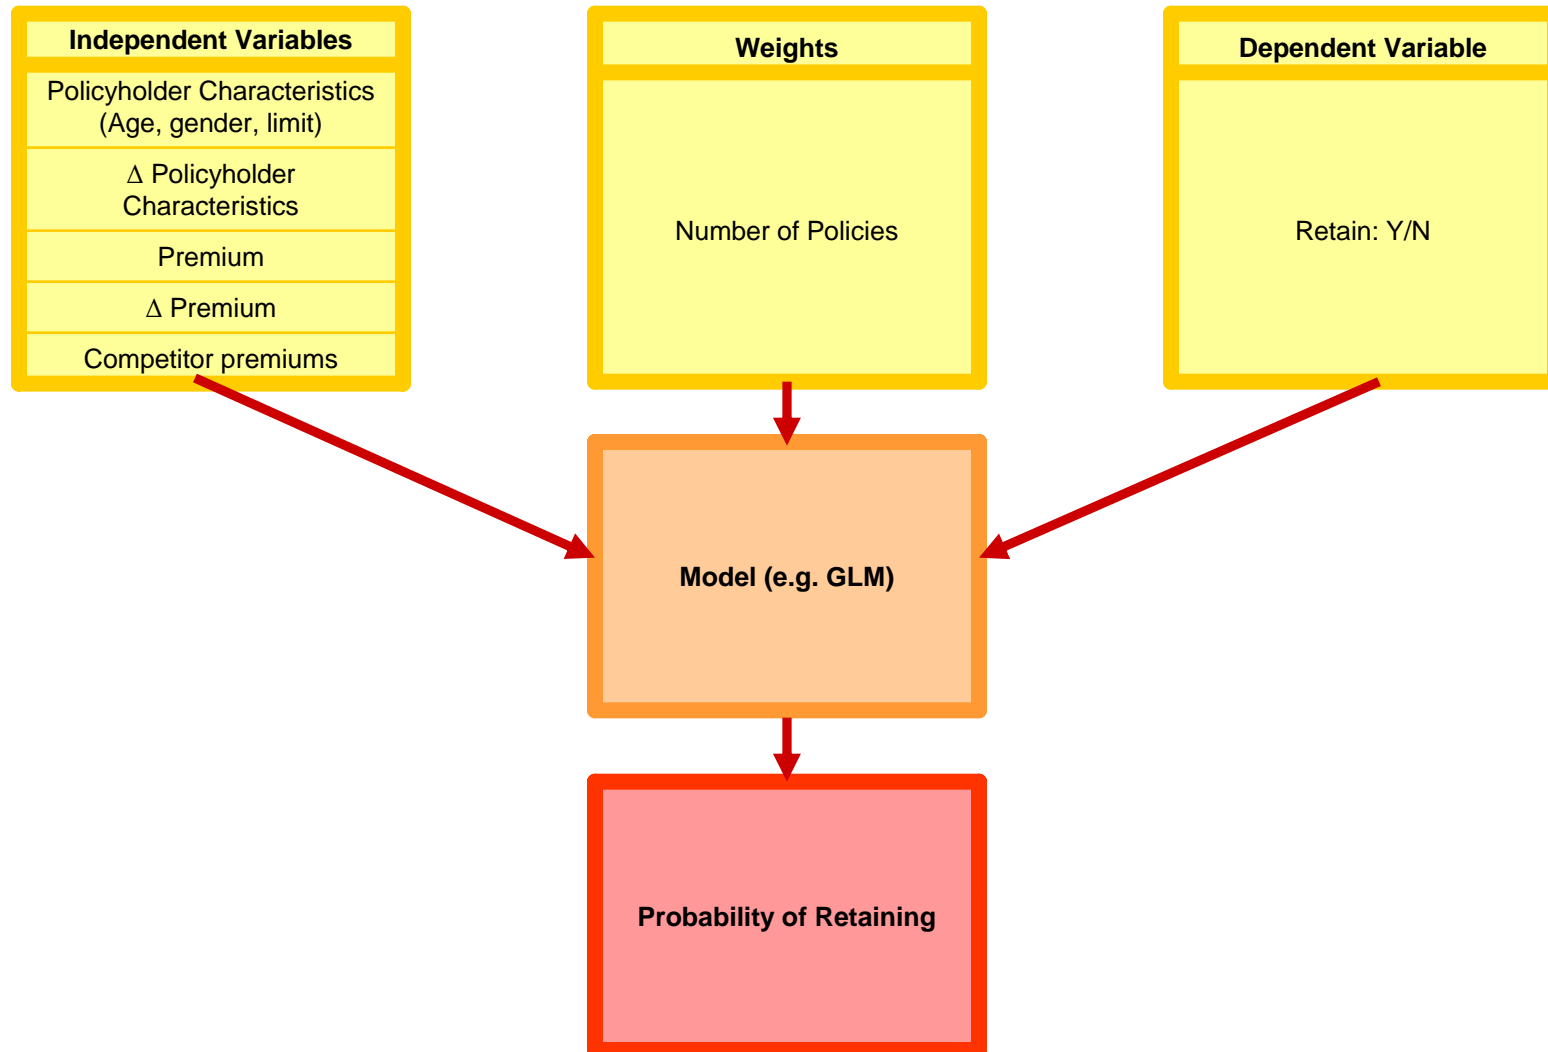 Independent Variables
Policyholder Characteristics
(Age, gender, limit)
Δ Policyholder
Characteristics
Premium
Δ Premium
Competitor premiums
Weights
Number of Policies
Dependent Variable
Retain: Y/N
Model (e.g. GLM)
Probability of Retaining